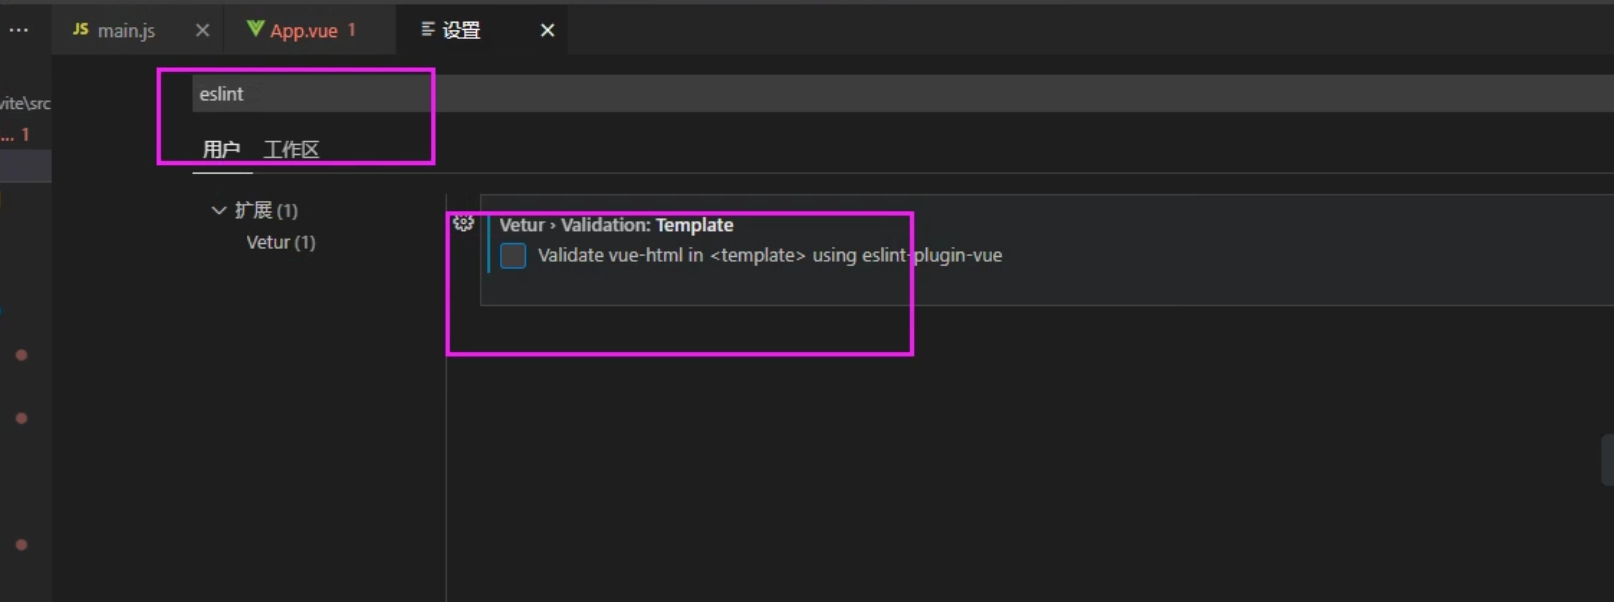 ... JS main.js × App.vue 1 设置 ×
vite\src
eslint
... 1
用户 工作区
扩展 (1)
Vetur (1)
Vetur › Validation: Template
Validate vue-html in <template> using eslint-plugin-vue